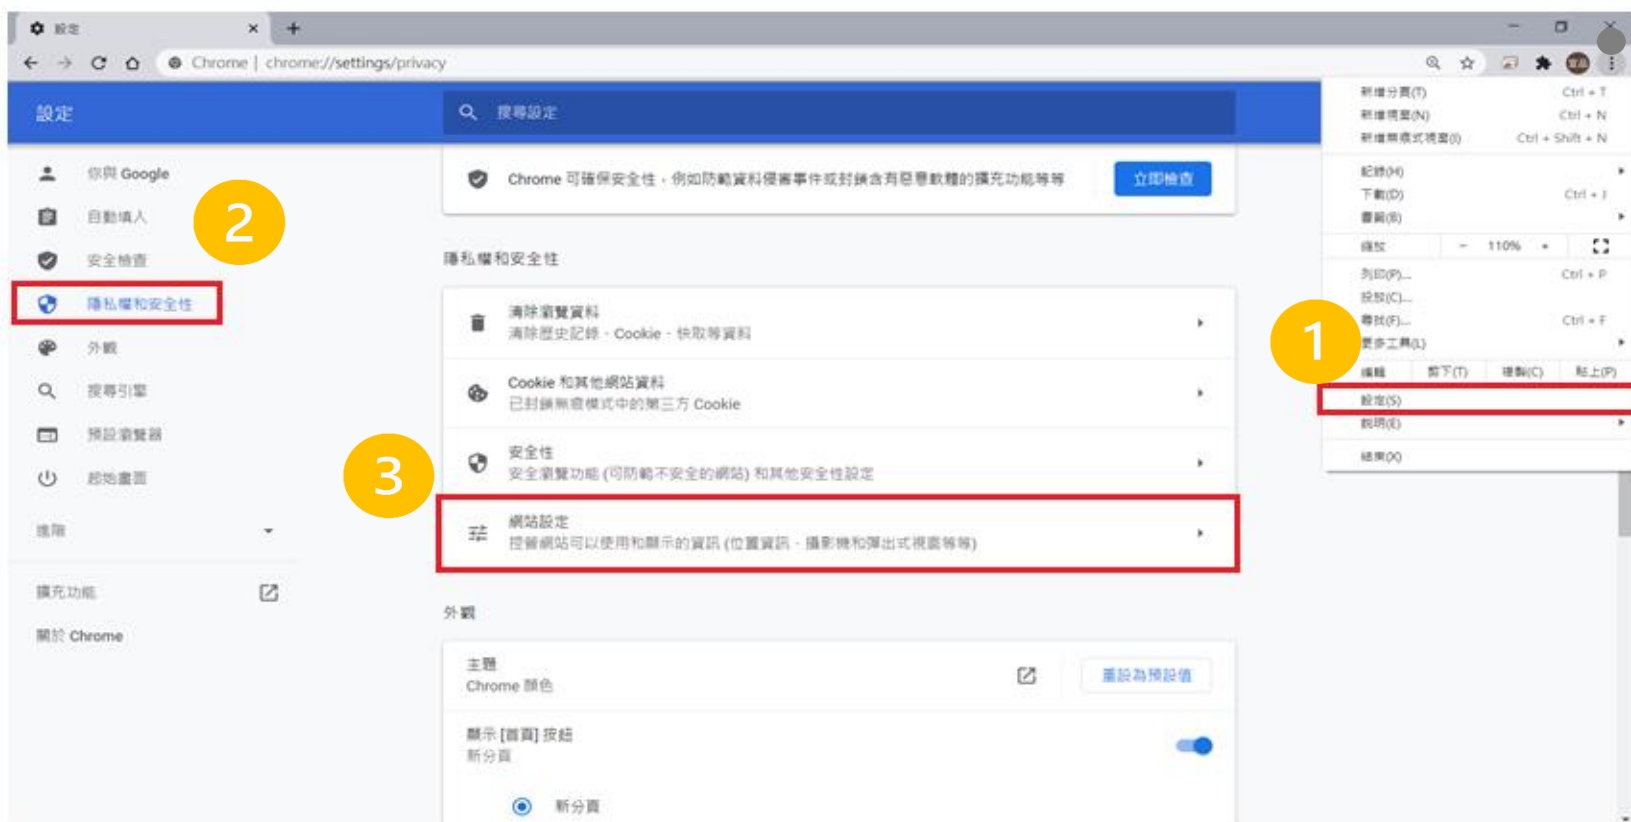 設定
Chrome | chrome://settings/privacy
設定
搜尋設定
你與 Google
自動填入
安全檢查
隱私權和安全性
外觀
搜尋引擎
預設瀏覽器
起始畫面
進階
擴充功能
關於 Chrome
2
Chrome 可確保安全性，例如防範資料侵害事件或封鎖含有惡意軟體的擴充功能等等
立即檢查
隱私權和安全性
清除瀏覽資料
清除歷史記錄、Cookie、快取等資料
Cookie 和其他網站資料
已封鎖無痕模式中的第三方 Cookie
安全性
安全瀏覽功能 (可防範不安全的網站) 和其他安全性設定
3
網站設定
控管網站可以使用和顯示的資訊 (位置資訊、攝影機和彈出式視窗等等)
外觀
主題
Chrome 顏色
重設為預設值
顯示 [首頁] 按鈕
新分頁
新分頁
新增分頁(T) Ctrl + T
新增視窗(N) Ctrl + N
新增無痕式視窗(I) Ctrl + Shift + N
記錄(H)
下載(D) Ctrl + J
書籤(B)
縮放 - 110% +
列印(P)... Ctrl + P
投放(C)...
尋找(F)... Ctrl + F
更多工具(L)
1
編輯 剪下(T) 複製(C) 貼上(P)
設定(S)
說明(E)
結束(X)